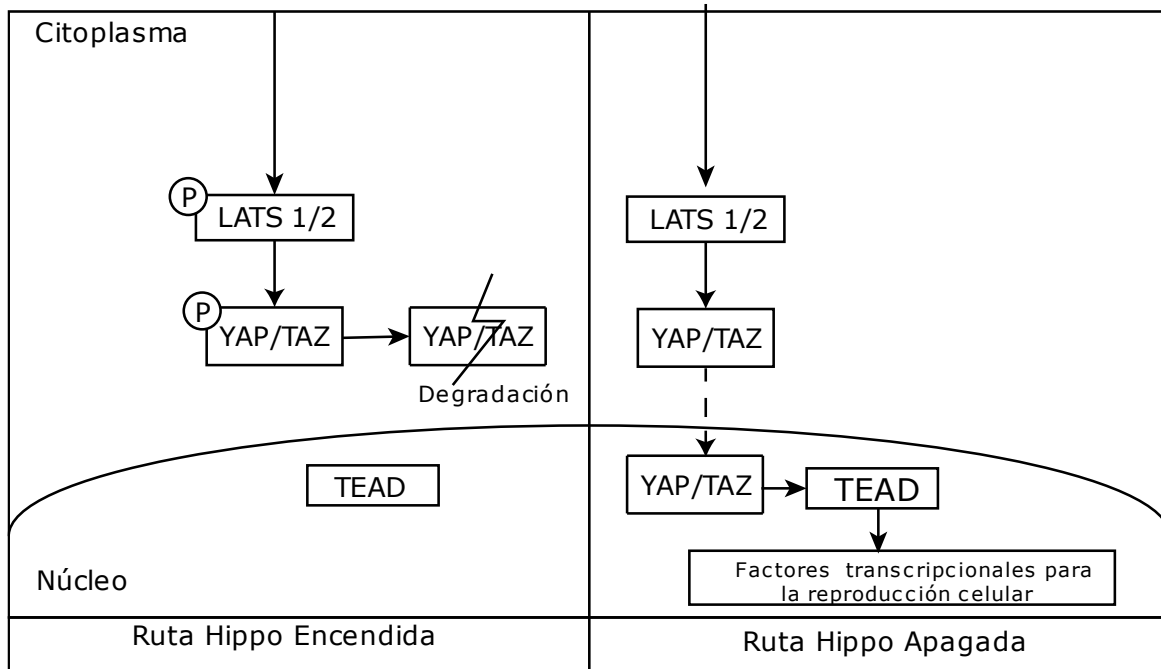 Citoplasma
P
LATS 1/2
P
YAP/TAZ
YAP/TAZ
Degradación
TEAD
Núcleo
Ruta Hippo Encendida
LATS 1/2
YAP/TAZ
YAP/TAZ
TEAD
Factores transcripcionales para
la reproducción celular
Ruta Hippo Apagada